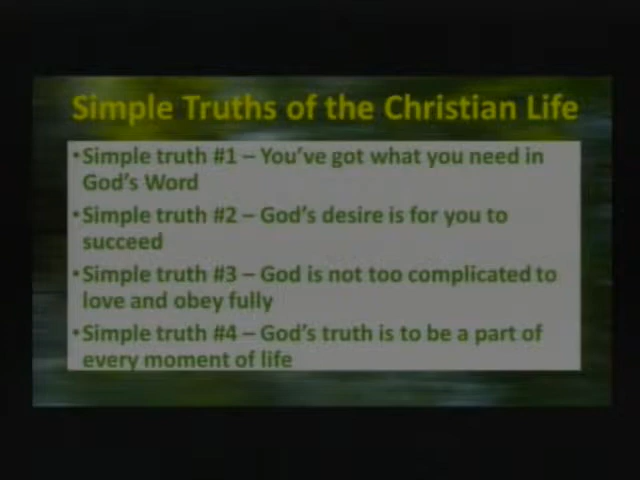 Simple Truths of the Christian Life
•Simple truth #1 – You've got what you need in
God's Word
•Simple truth #2 – God's desire is for you to
succeed
•Simple truth #3 – God is not too complicated to
love and obey fully
•Simple truth #4 – God's truth is to be a part of
every moment of life